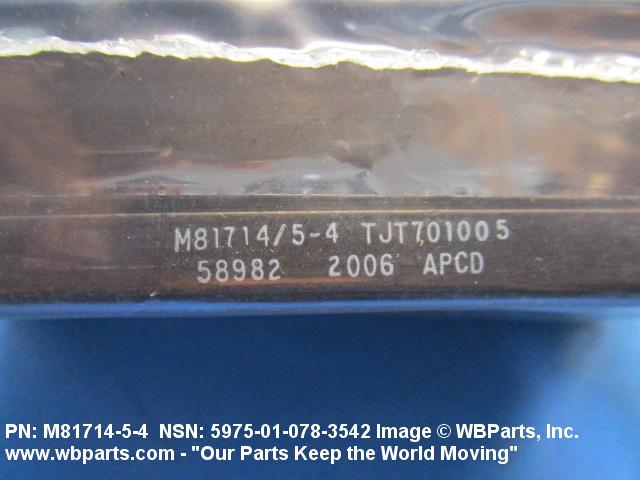 M81714/5-4 TJT701005
58982 2006 APCD
PN: M81714-5-4 NSN: 5975-01-078-3542 Image © WBParts, Inc.
www.wbparts.com - "Our Parts Keep the World Moving"